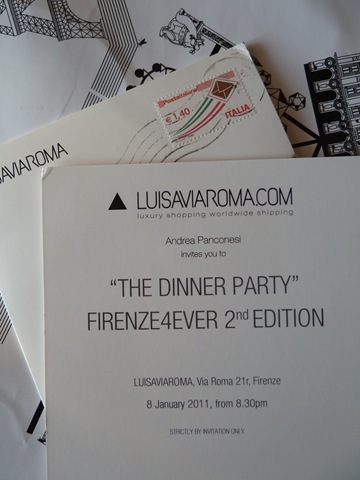 SAVIAROMA
Posteitaliane
€1,40
ITALIA
LUISAVIAROMA.COM
luxury shopping worldwide shipping
Andrea Panconesi
invites you to
"THE DINNER PARTY"
FIRENZE4EVER 2nd EDITION
LUISAVIAROMA, Via Roma 21r, Firenze
8 January 2011, from 8.30pm
STRICTLY BY INVITATION ONLY